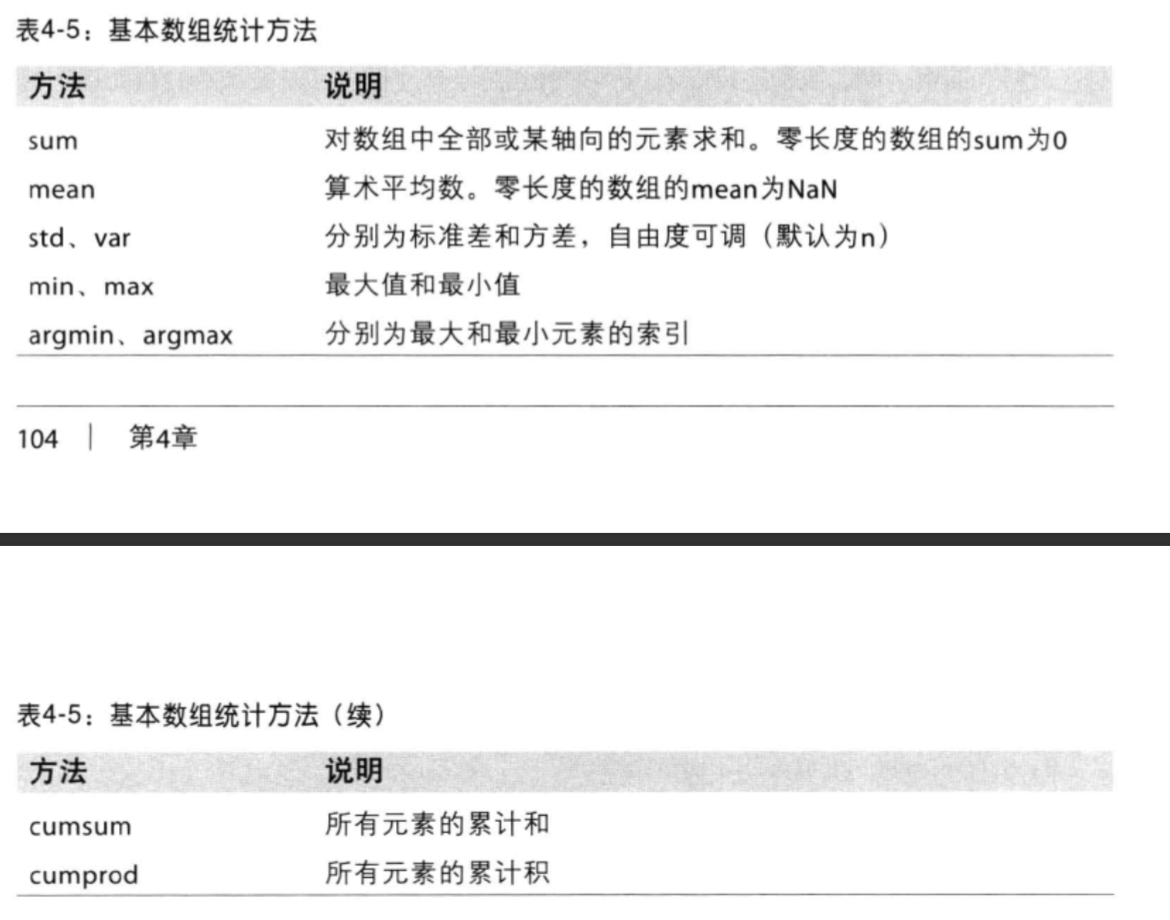 表4-5：基本数组统计方法
方法 说明
sum 对数组中全部或某轴向的元素求和。零长度的数组的sum为0
mean 算术平均数。零长度的数组的mean为NaN
std、var 分别为标准差和方差，自由度可调（默认为n）
min、max 最大值和最小值
argmin、argmax 分别为最大和最小元素的索引
104 | 第4章
表4-5：基本数组统计方法（续）
方法 说明
cumsum 所有元素的累计和
cumprod 所有元素的累计积